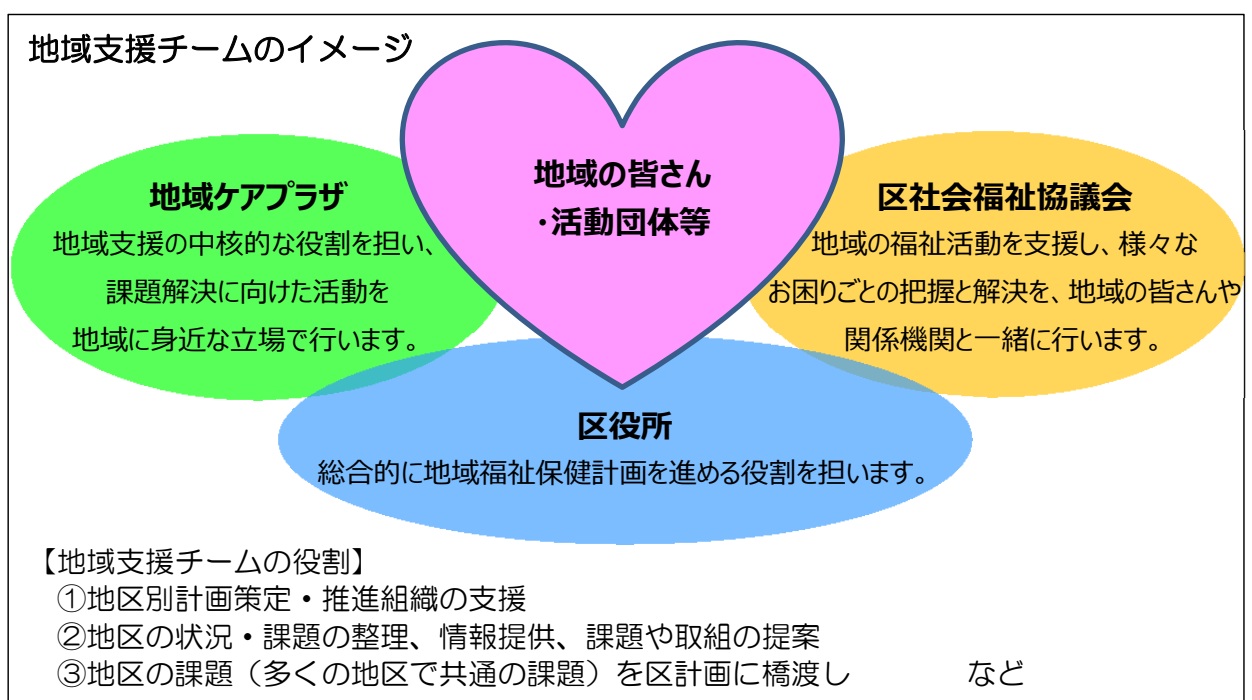 地域支援チームのイメージ
地域の皆さん
・活動団体等
地域ケアプラザ
地域支援の中核的な役割を担い、
課題解決に向けた活動を
地域に身近な立場で行います。
区社会福祉協議会
地域の福祉活動を支援し、様々な
お困りごとの把握と解決を、地域の皆さんや
関係機関と一緒に行います。
区役所
総合的に地域福祉保健計画を進める役割を担います。
【地域支援チームの役割】
①地区別計画策定・推進組織の支援
②地区の状況・課題の整理、情報提供、課題や取組の提案
③地区の課題（多くの地区で共通の課題）を区計画に橋渡し　　　　など